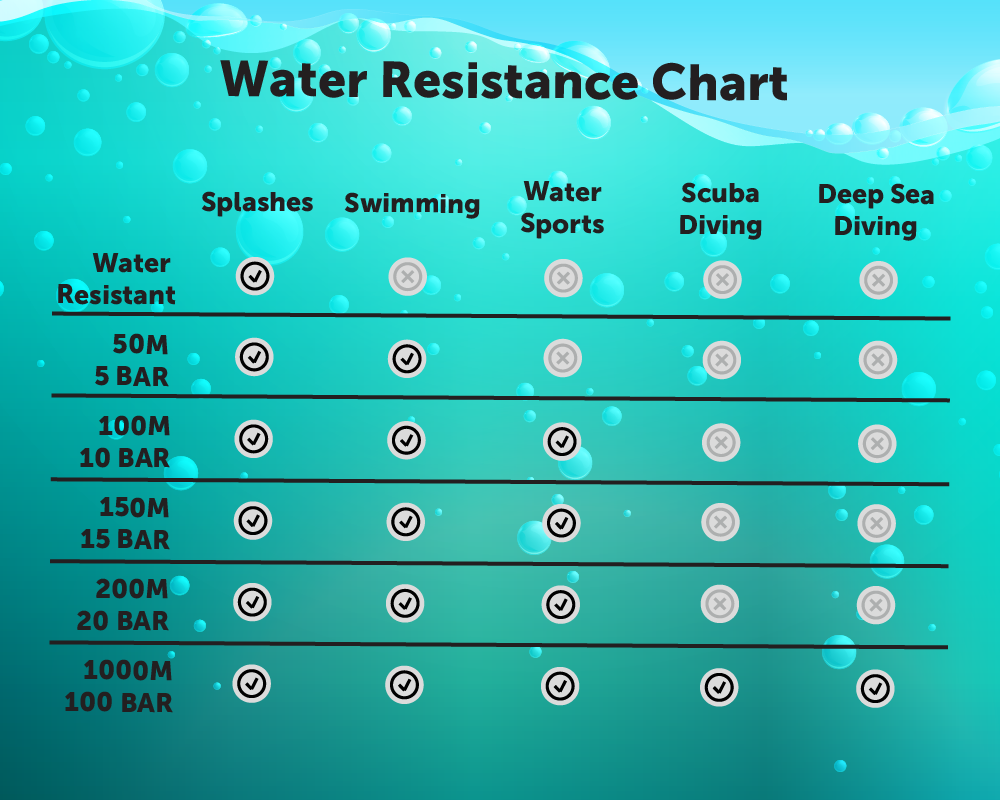 Water Resistance Chart
Splashes
Swimming
Water
Sports
Scuba
Diving
Deep Sea
Diving
Water
Resistant
50M
5 BAR
100M
10 BAR
150M
15 BAR
200M
20 BAR
1000M
100 BAR